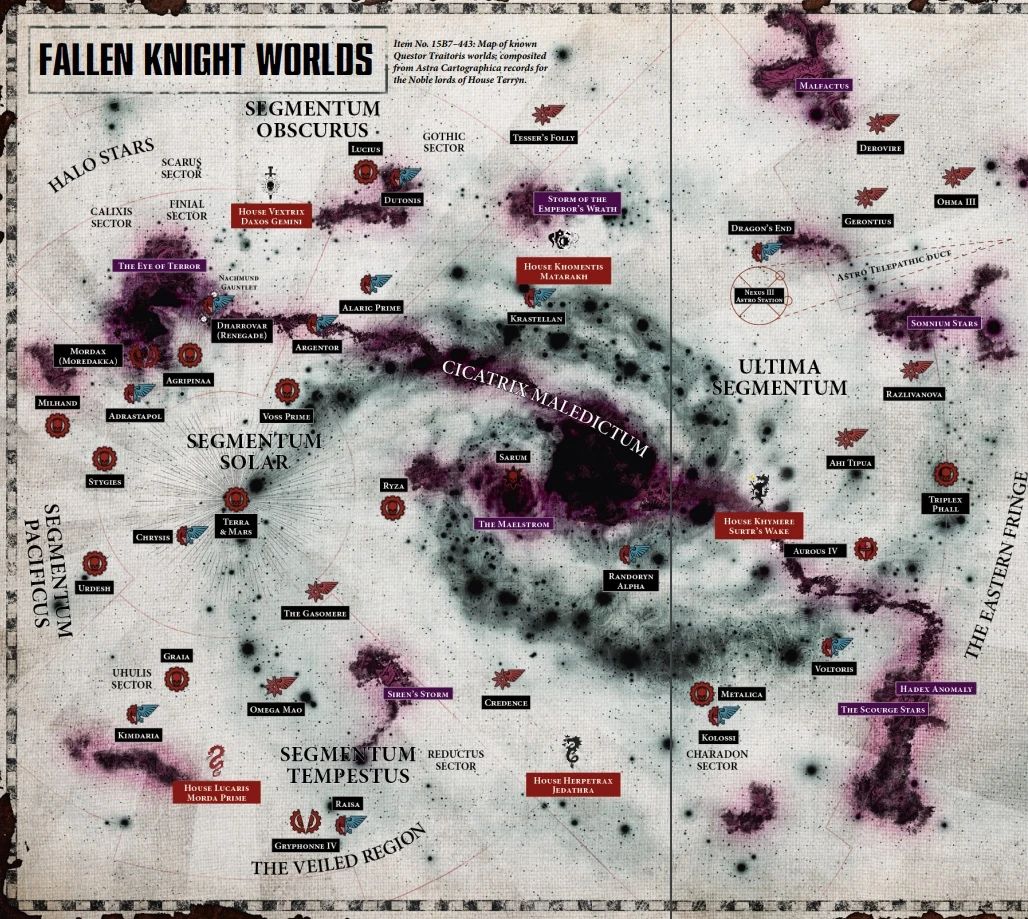 FALLEN KNIGHT WORLDS
Item No. 15B7–443: Map of known
Questor Traitoris worlds; composited
from Astra Cartographica records for
the Noble lords of House Terryn.
MALFACTUS
SEGMENTUM
OBSCURUS
TESSER'S FOLLY
DEROVIRE
HALO STARS
SCARUS
SECTOR
LUCIUS
GOTHIC
SECTOR
DUTONIS
OHMA III
CALIXIS
SECTOR
FINIAL
SECTOR
HOUSE VEXTRIX
DAXOS GEMINI
STORM OF THE
EMPEROR'S WRATH
GERONTIUS
DRAGON'S END
THE EYE OF TERROR
HOUSE KHOMENTIS
MATARAKH
ASTRO TELEPATHIC DUCT
NACHMUND
GAUNTLET
NEXUS III
ASTRO STATION
ALARIC PRIME
KRASTELLAN
DHARROVAR
(RENEGADE)
SOMNIUM STARS
ARGENTOR
MORDAX
(MOREDAKKA)
AGRIPINAA
CICATRIX MALEDICTUM
ULTIMA
SEGMENTUM
RAZLIVANOVA
MILHAND
ADRASTAPOL
VOSS PRIME
SEGMENTUM
SOLAR
SARUM
AHI TIPUA
STYGIES
RYZA
TRIPLEX
PHALL
TERRA
& MARS
THE MAELSTROM
HOUSE KHYMERE
SURTR'S WAKE
SEGMENTUM
PACIFICUS
CHRYSIS
AUROUS IV
THE EASTERN FRINGE
URDESH
RANDORYN
ALPHA
THE GASOMERE
GRAIA
VOLTORIS
UHULIS
SECTOR
SIREN'S STORM
METALICA
HADEX ANOMALY
OMEGA MAO
CREDENCE
THE SCOURGE STARS
KIMDARIA
KOLOSSI
SEGMENTUM
TEMPESTUS
REDUCTUS
SECTOR
CHARADON
SECTOR
HOUSE LUCARIS
MORDA PRIME
HOUSE HERPETRAX
JEDATHRA
RAISA
GRYPHONNE IV
THE VEILED REGION